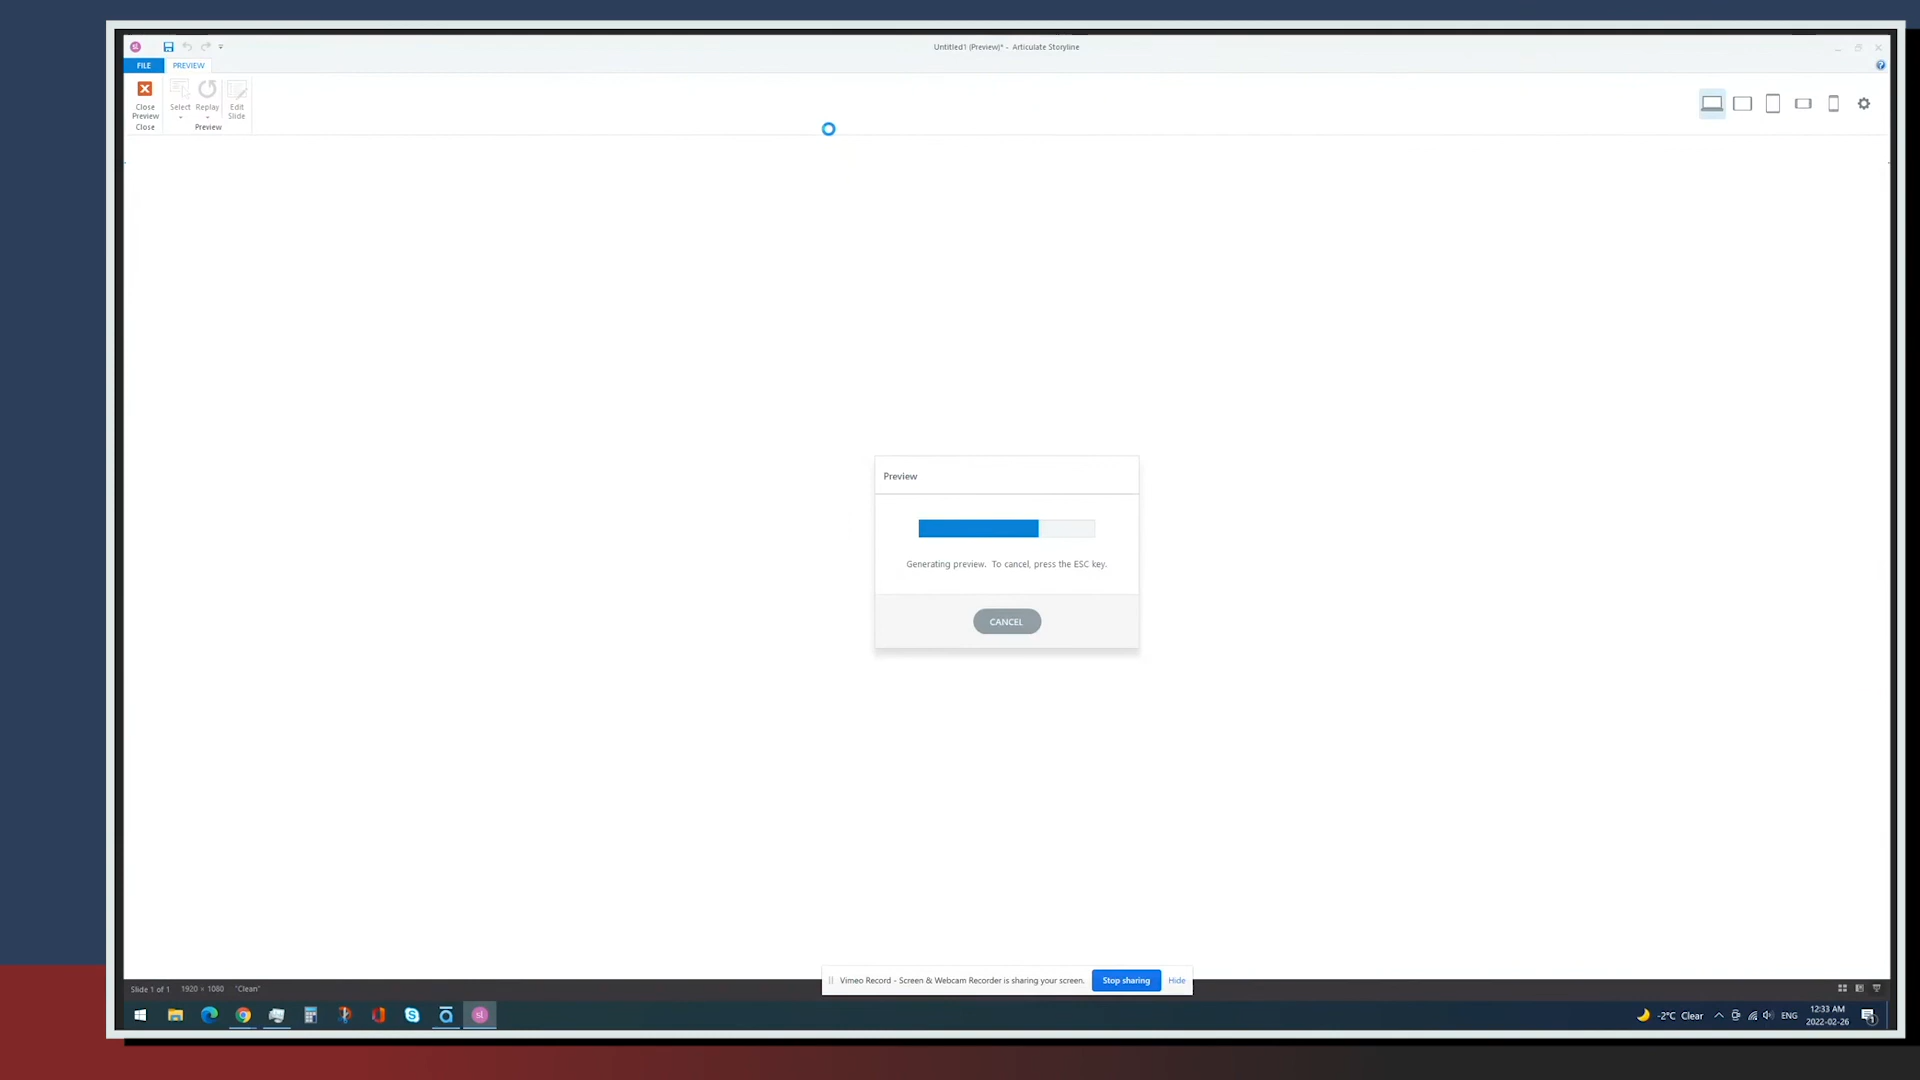 Untitled1 (Preview)* - Articulate Storyline
FILE
PREVIEW
Close
Preview
Select
Replay
Edit
Slide
Close
Preview
Preview
Generating preview. To cancel, press the ESC key.
CANCEL
Vimeo Record - Screen & Webcam Recorder is sharing your screen.
Stop sharing
Hide
Slide 1 of 1
1920 × 1080
"Clean"
-2°C Clear
ENG
12:33 AM
2022-02-26